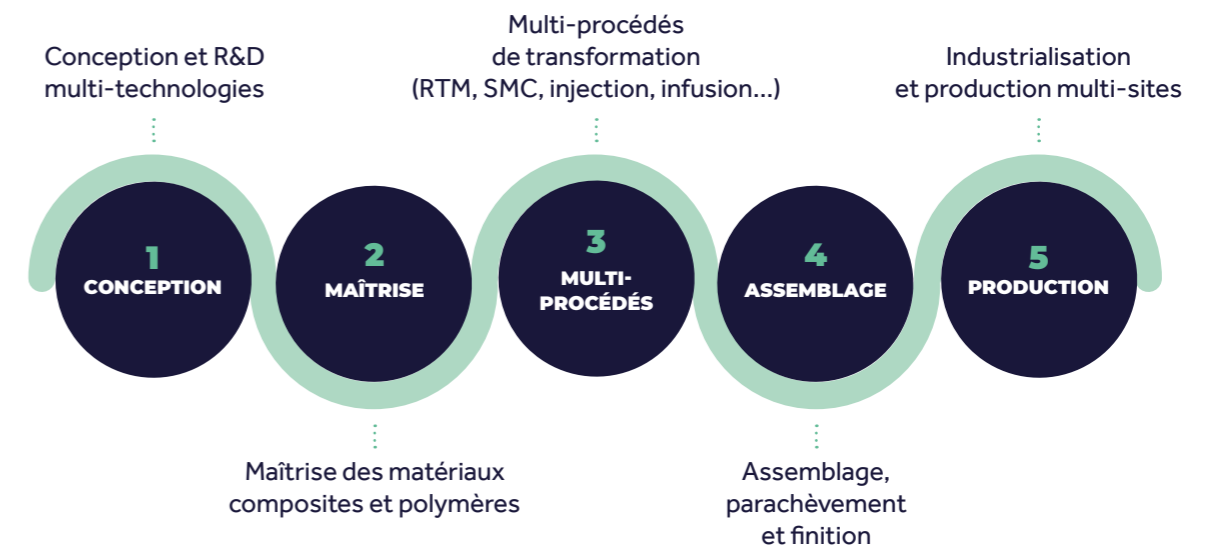 Conception et R&D
multi-technologies
1
CONCEPTION
2
MAÎTRISE
Maîtrise des matériaux
composites et polymères
Multi-procédés
de transformation
(RTM, SMC, injection, infusion...)
3
MULTI-
PROCÉDÉS
4
ASSEMBLAGE
Assemblage,
parachèvement
et finition
Industrialisation
et production multi-sites
5
PRODUCTION